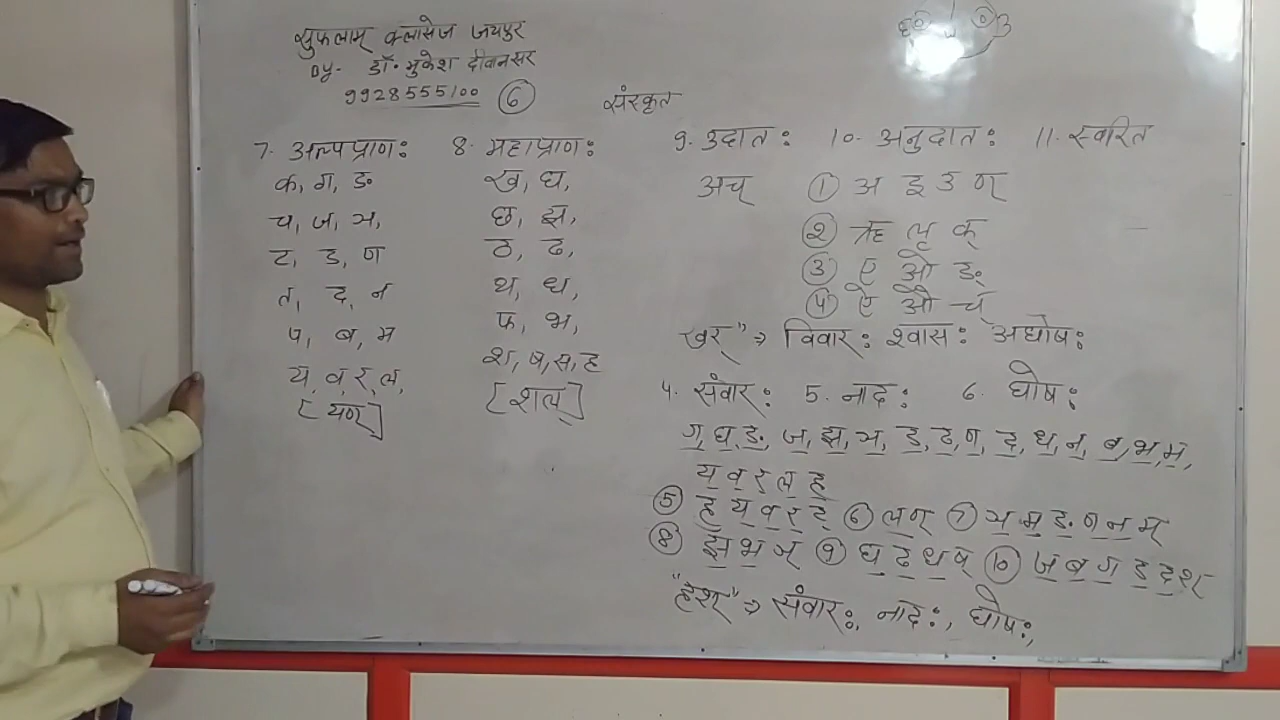 सुफलाम् क्लासेज जयपुर
By- डॉ. मुकेश दीवानसर
9928555100 ⑥
संस्कृत
7. अल्पप्राण: 8. महाप्राण:
क, ग, ङ ख, घ,
च, ज, ञ, छ, झ,
ट, ड, ण ठ, ढ,
त, द, न थ, ध,
प, ब, म फ, भ,
य, व, र, ल, श, ष, स, ह
[यण्] [शल्]
9. उदात: 10. अनुदात: 11. स्वरित
अच् ① अ इ उ ण्
② ऋ लृ क्
③ ए ओ ङ्
④ ऐ औ च्
खर्" ⇒ विवार: श्वास: अघोष:
4. संवार: 5. नाद: 6. घोष:
ग, घ, ङ, ज, झ, ञ, ड, ढ, ण, द, ध, न, ब, भ, म,
य व र ल ह
⑤ ह य व र ट् ⑥ लण् ⑦ ञ म ङ ण न म्
⑧ झ भ ञ् ⑨ घ ढ ध ष् ⑩ ज ब ग ड द श्
"हश्" ⇒ संवार:, नाद:, घोष:,